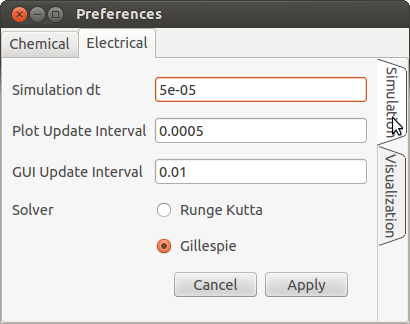 Preferences
Chemical Electrical
Simulation dt 5e-05
Plot Update Interval 0.0005
GUI Update Interval 0.01
Solver Runge Kutta
Gillespie
Cancel Apply
Simulation
Visualization